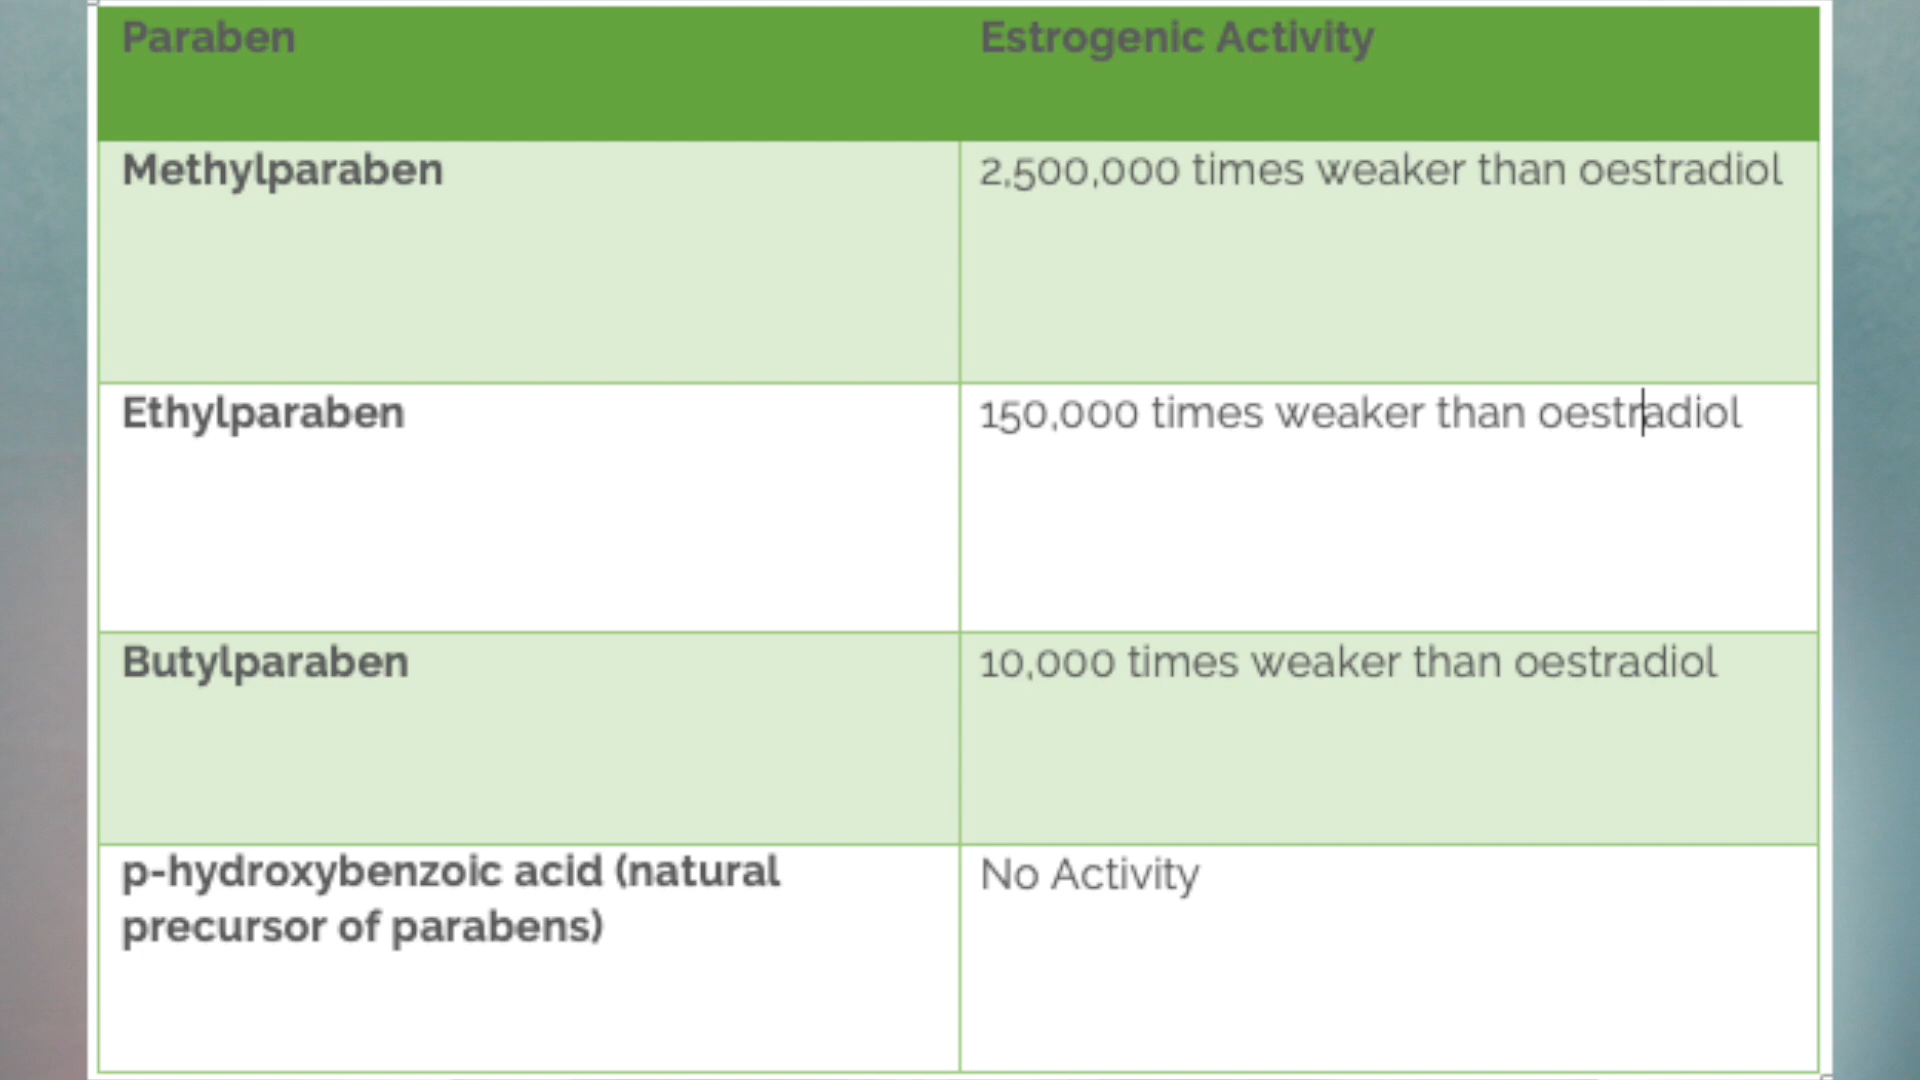 Paraben
Estrogenic Activity
Methylparaben
2,500,000 times weaker than oestradiol
Ethylparaben
150,000 times weaker than oestradiol
Butylparaben
10,000 times weaker than oestradiol
p-hydroxybenzoic acid (natural
precursor of parabens)
No Activity